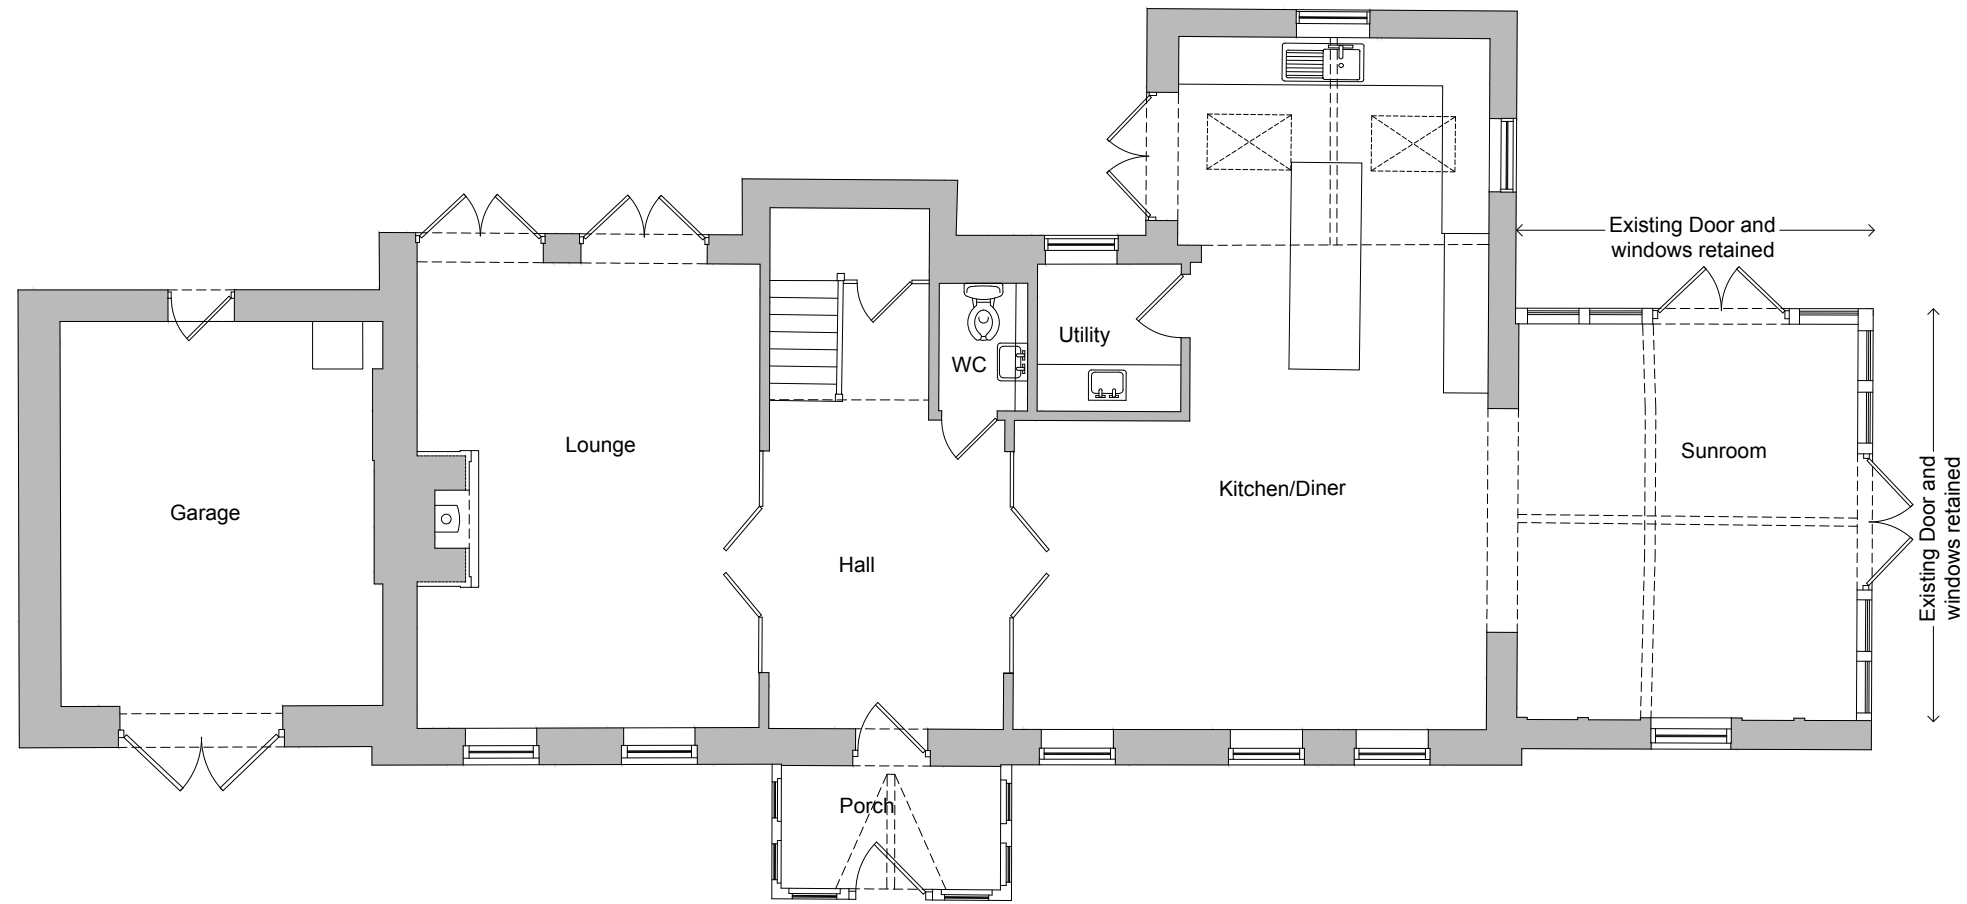 Existing Door and
windows retained
Utility
WC
Lounge
Sunroom
Kitchen/Diner
Garage
Existing Door and
windows retained
Hall
Porch